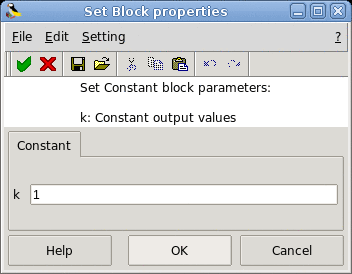 Set Block properties
File Edit Setting ?
Set Constant block parameters:
k: Constant output values
Constant
k 1
Help OK Cancel